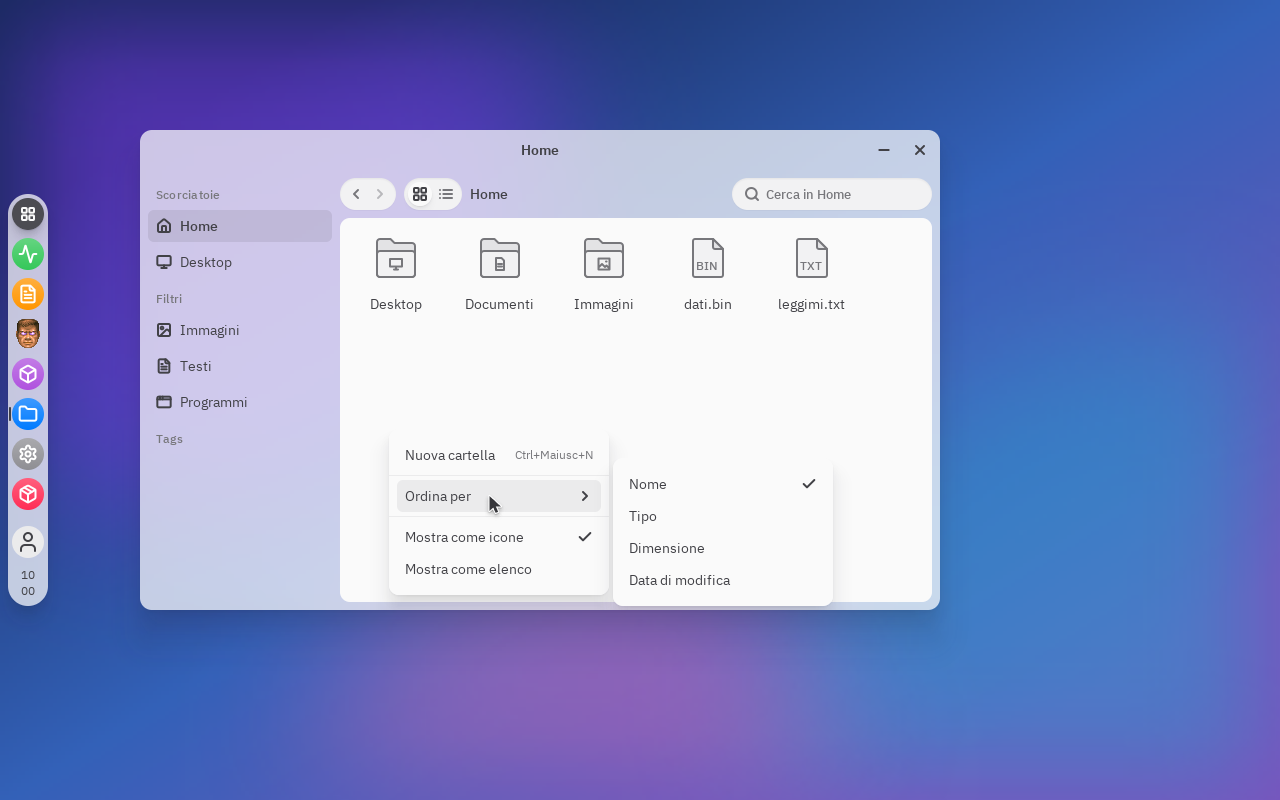 Home
Scorciatoie
Home
Desktop
Filtri
Immagini
Testi
Programmi
Tags
Home
Cerca in Home
Desktop
Documenti
Immagini
BIN
dati.bin
TXT
leggimi.txt
Nuova cartella Ctrl+Maiusc+N
Ordina per
Mostra come icone
Mostra come elenco
Nome
Tipo
Dimensione
Data di modifica
10
00